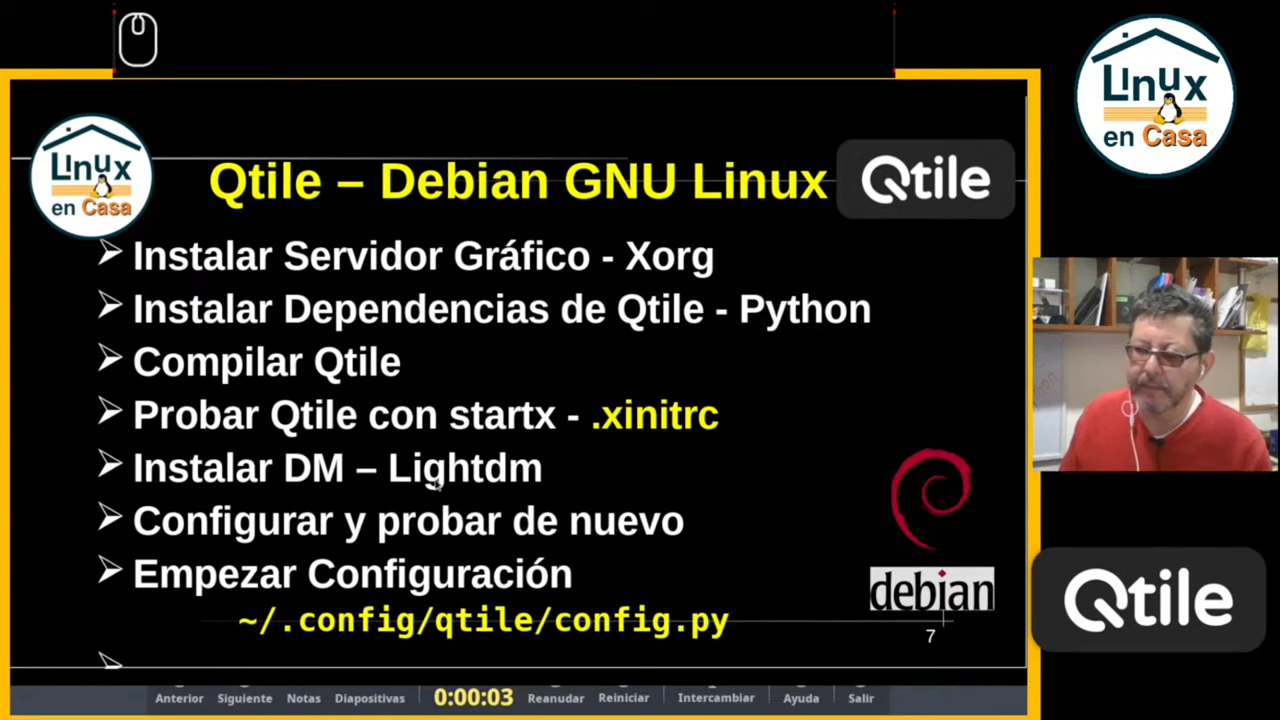 Linux
en Casa
Linux
en Casa
Qtile – Debian GNU Linux
Qtile
Instalar Servidor Gráfico - Xorg
Instalar Dependencias de Qtile - Python
Compilar Qtile
Probar Qtile con startx - .xinitrc
Instalar DM – Lightdm
Configurar y probar de nuevo
Empezar Configuración
~/.config/qtile/config.py
debian
7
Qtile
Anterior Siguiente Notas Diapositivas 0:00:03 Reanudar Reiniciar Intercambiar Ayuda Salir